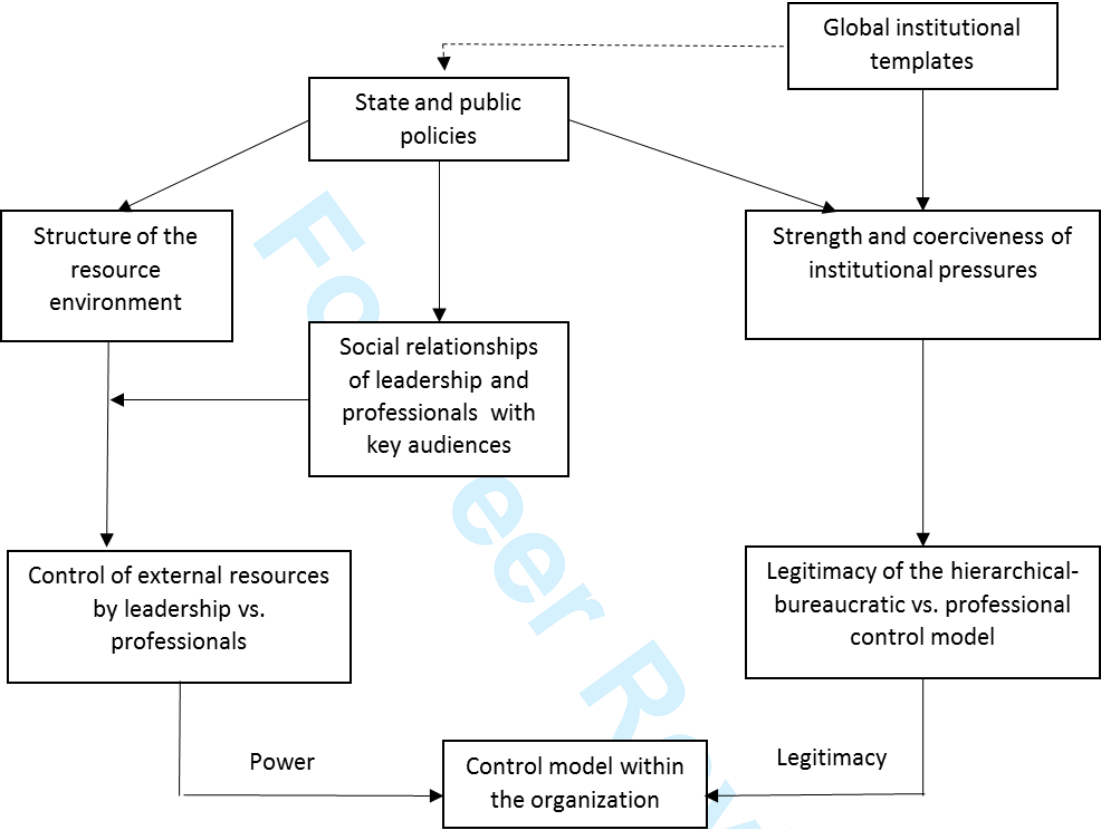 Global institutional
templates
State and public
policies
Structure of the
resource
environment
Strength and coerciveness of
institutional pressures
Social relationships
of leadership and
professionals with
key audiences
Control of external resources
by leadership vs.
professionals
Legitimacy of the hierarchical-
bureaucratic vs. professional
control model
Power
Legitimacy
Control model within
the organization